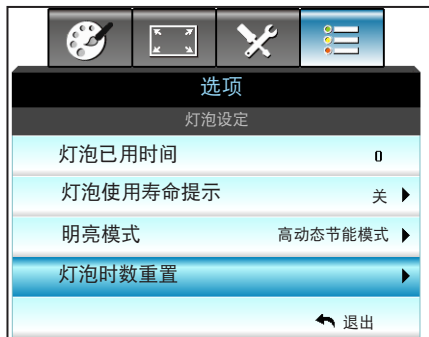 选项
灯泡设定
灯泡已用时间 0
灯泡使用寿命提示 关
明亮模式 高动态节能模式
灯泡时数重置
退出